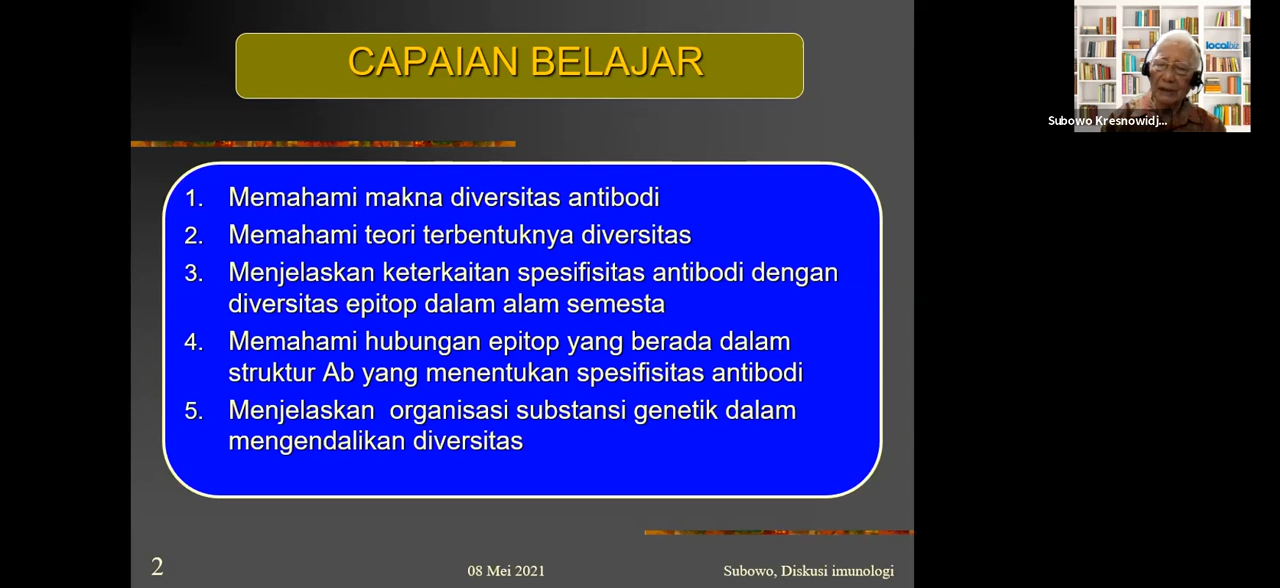 CAPAIAN BELAJAR
localbiz
Subowo Kresnowidj...
1. Memahami makna diversitas antibodi
2. Memahami teori terbentuknya diversitas
3. Menjelaskan keterkaitan spesifisitas antibodi dengan
diversitas epitop dalam alam semesta
4. Memahami hubungan epitop yang berada dalam
struktur Ab yang menentukan spesifisitas antibodi
5. Menjelaskan organisasi substansi genetik dalam
mengendalikan diversitas
2
08 Mei 2021
Subowo, Diskusi imunologi